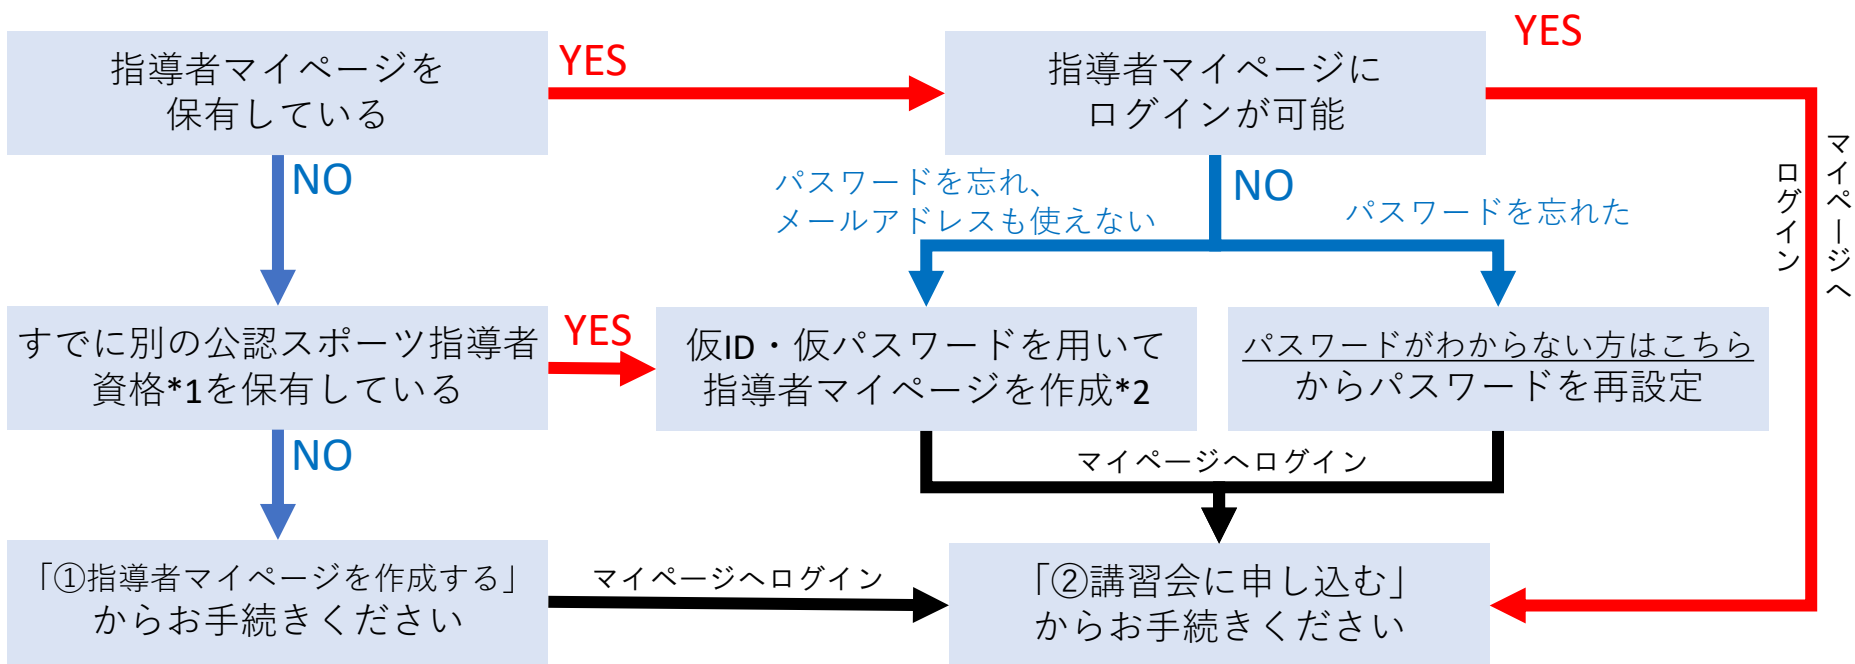 指導者マイページを
保有している
YES
指導者マイページに
ログインが可能
YES
マイページへ
ログイン
NO
パスワードを忘れ、
メールアドレスも使えない
NO
パスワードを忘れた
すでに別の公認スポーツ指導者
資格*1を保有している
YES
仮ID・仮パスワードを用いて
指導者マイページを作成*2
パスワードがわからない方はこちら
からパスワードを再設定
NO
マイページへログイン
「①指導者マイページを作成する」
からお手続きください
マイページへログイン
「②講習会に申し込む」
からお手続きください